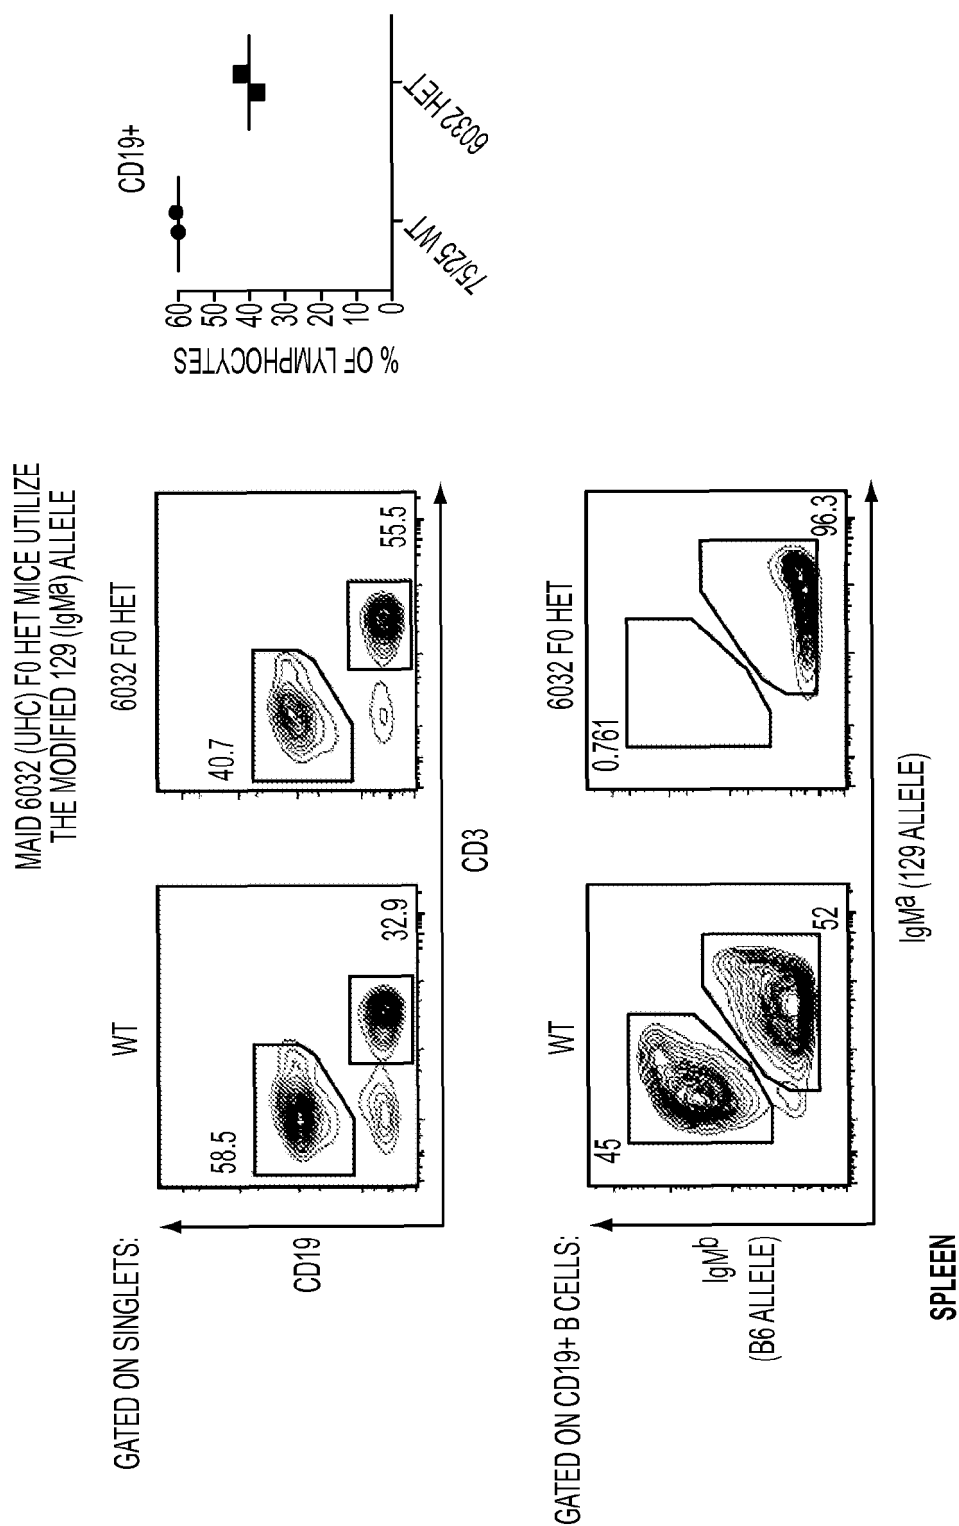 MAID 6032 (UHC) F0 HET MICE UTILIZE
THE MODIFIED 129 (IgMa) ALLELE
GATED ON SINGLETS:
WT
6032 F0 HET
58.5
32.9
40.7
55.5
CD19
CD3
CD19+
% OF LYMPHOCYTES
60
50
40
30
20
10
0
75/25 WT
6032 HET
GATED ON CD19+ B CELLS:
WT
6032 F0 HET
45
52
0.761
96.3
IgMb
(B6 ALLELE)
IgMa (129 ALLELE)
SPLEEN